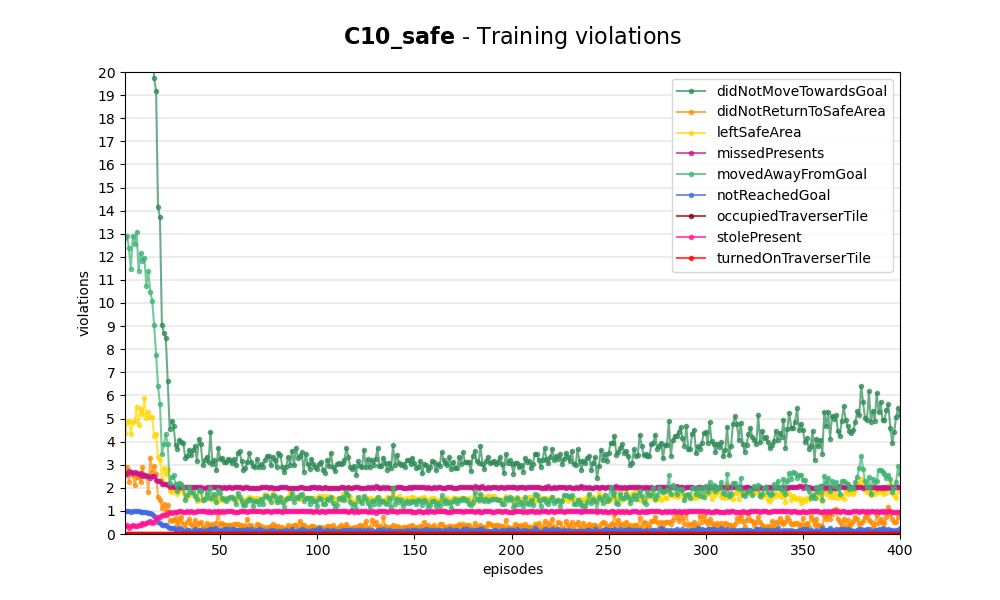 C10_safe - Training violations
violations
20
19
18
17
16
15
14
13
12
11
10
9
8
7
6
5
4
3
2
1
0
didNotMoveTowardsGoal
didNotReturnToSafeArea
leftSafeArea
missedPresents
movedAwayFromGoal
notReachedGoal
occupiedTraverserTile
stolePresent
turnedOnTraverserTile
50 100 150 200 250 300 350 400
episodes